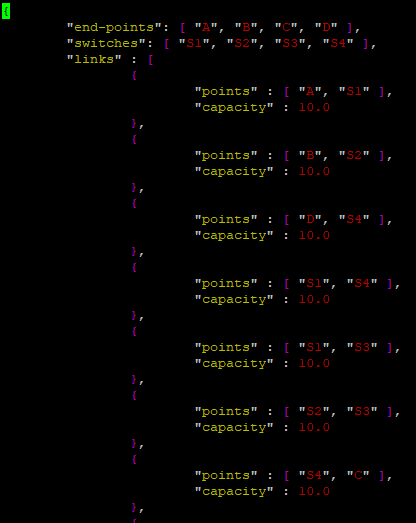 {
"end-points": [ "A", "B", "C", "D" ],
"switches": [ "S1", "S2", "S3", "S4" ],
"links" : [
{
"points" : [ "A", "S1" ],
"capacity" : 10.0
},
{
"points" : [ "B", "S2" ],
"capacity" : 10.0
},
{
"points" : [ "D", "S4" ],
"capacity" : 10.0
},
{
"points" : [ "S1", "S4" ],
"capacity" : 10.0
},
{
"points" : [ "S1", "S3" ],
"capacity" : 10.0
},
{
"points" : [ "S2", "S3" ],
"capacity" : 10.0
},
{
"points" : [ "S4", "C" ],
"capacity" : 10.0
},
{